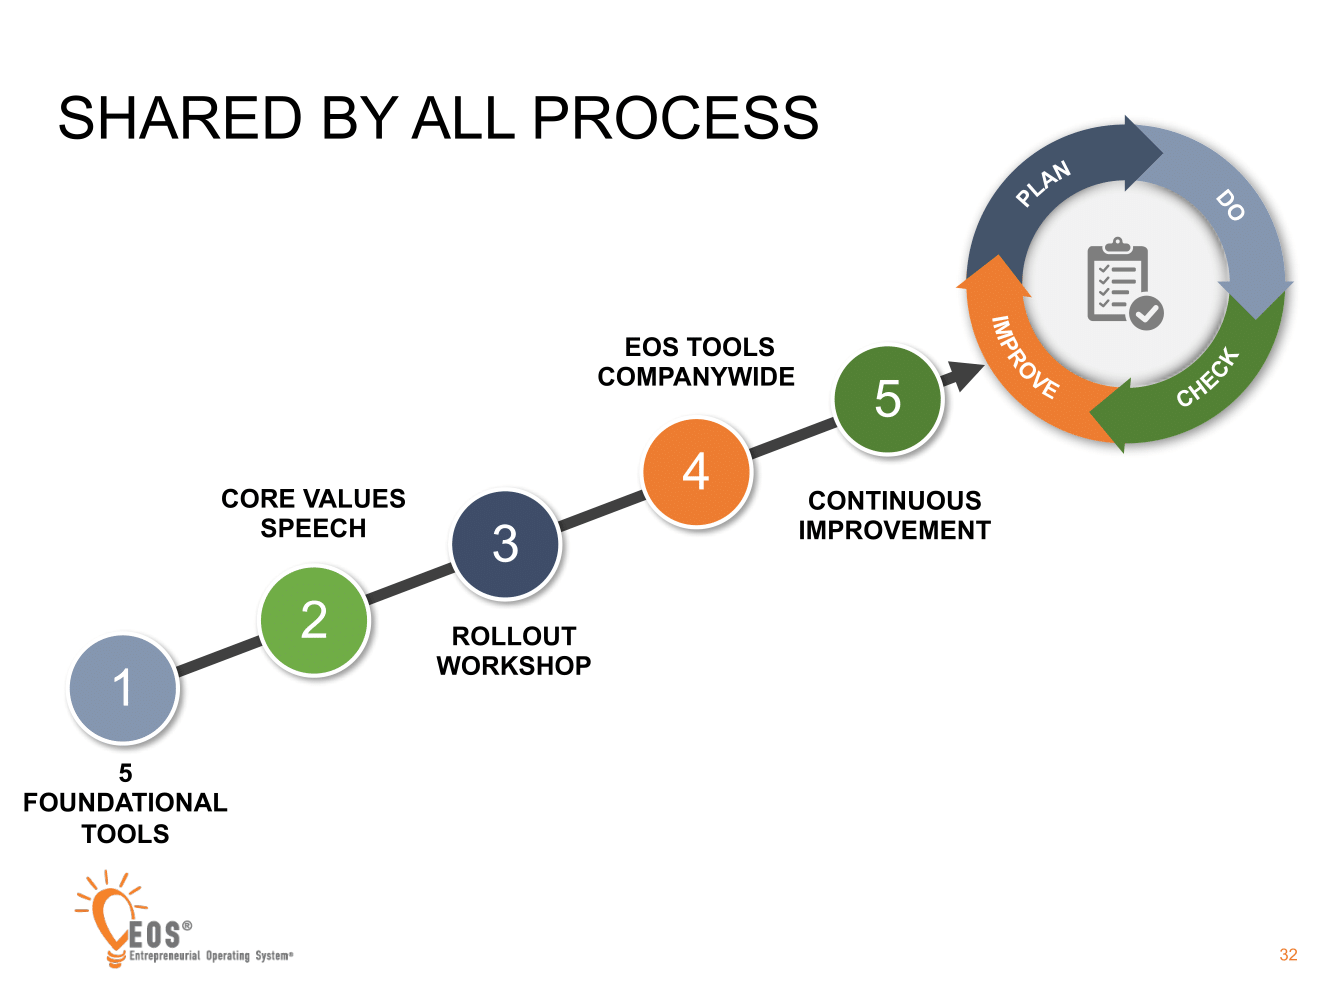 SHARED BY ALL PROCESS
PLAN
DO
CHECK
IMPROVE
1
5
FOUNDATIONAL
TOOLS
2
CORE VALUES
SPEECH
3
ROLLOUT
WORKSHOP
4
EOS TOOLS
COMPANYWIDE
5
CONTINUOUS
IMPROVEMENT
EOS®
Entrepreneurial Operating System®
32